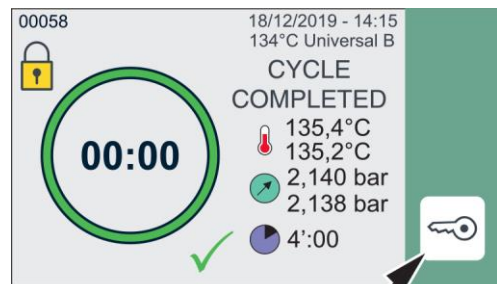 00058
18/12/2019 - 14:15
134°C Universal B
CYCLE
COMPLETED
00:00
135,4°C
135,2°C
2,140 bar
2,138 bar
4’:00